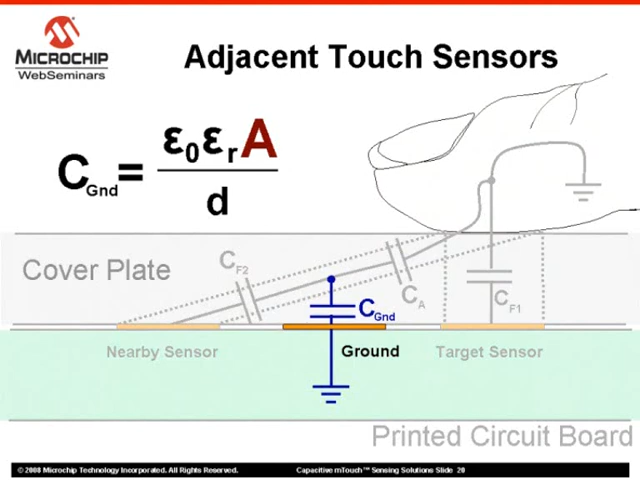 MICROCHIP
WebSeminars
Adjacent Touch Sensors
C_Gnd = ε₀ε_r A / d
Cover Plate
C_F2
C_A
C_F1
C_Gnd
Nearby Sensor
Ground
Target Sensor
Printed Circuit Board
© 2008 Microchip Technology Incorporated. All Rights Reserved.
Capacitive mTouch™ Sensing Solutions Slide 20